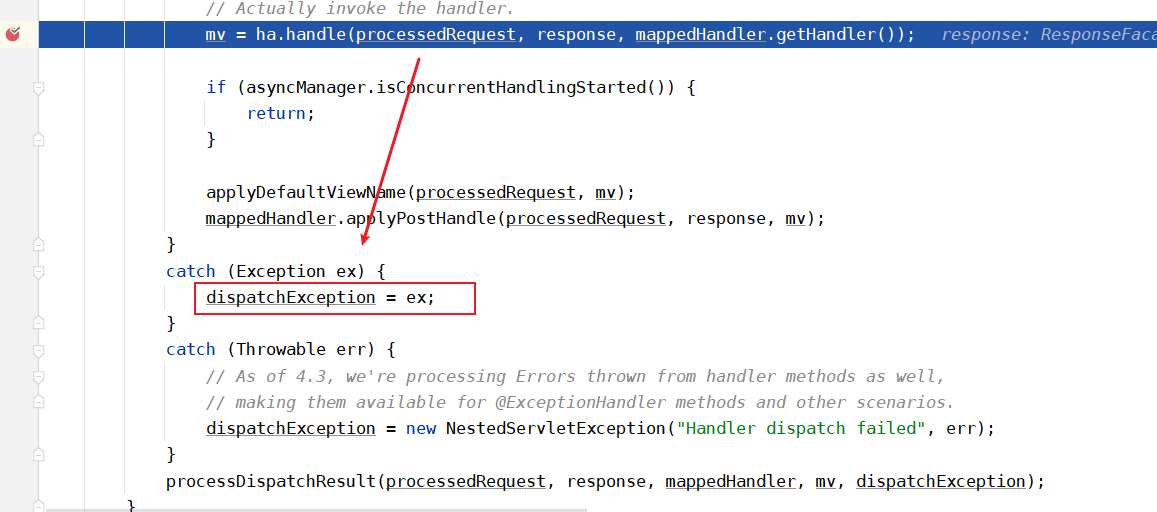 // Actually invoke the handler.
mv = ha.handle(processedRequest, response, mappedHandler.getHandler());   response: ResponseFaca
if (asyncManager.isConcurrentHandlingStarted()) {
return;
}
applyDefaultViewName(processedRequest, mv);
mappedHandler.applyPostHandle(processedRequest, response, mv);
}
catch (Exception ex) {
dispatchException = ex;
}
catch (Throwable err) {
// As of 4.3, we're processing Errors thrown from handler methods as well,
// making them available for @ExceptionHandler methods and other scenarios.
dispatchException = new NestedServletException("Handler dispatch failed", err);
}
processDispatchResult(processedRequest, response, mappedHandler, mv, dispatchException);
}